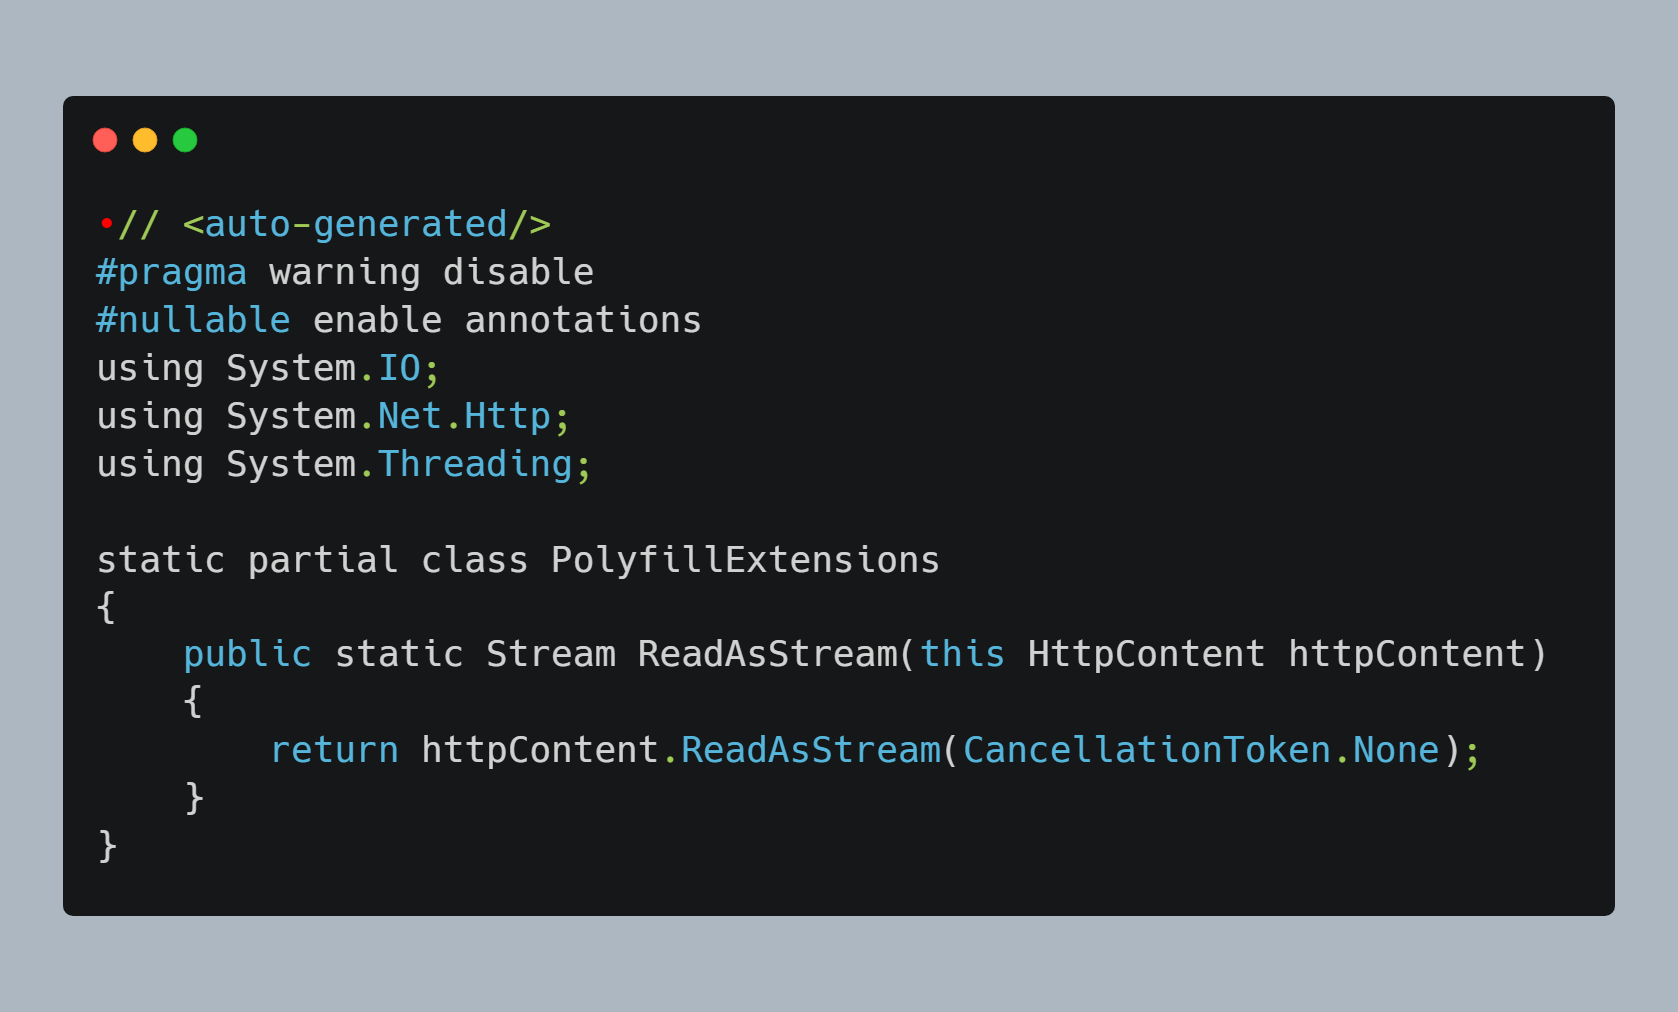 •// <auto-generated/>
#pragma warning disable
#nullable enable annotations
using System.IO;
using System.Net.Http;
using System.Threading;

static partial class PolyfillExtensions
{
    public static Stream ReadAsStream(this HttpContent httpContent)
    {
        return httpContent.ReadAsStream(CancellationToken.None);
    }
}